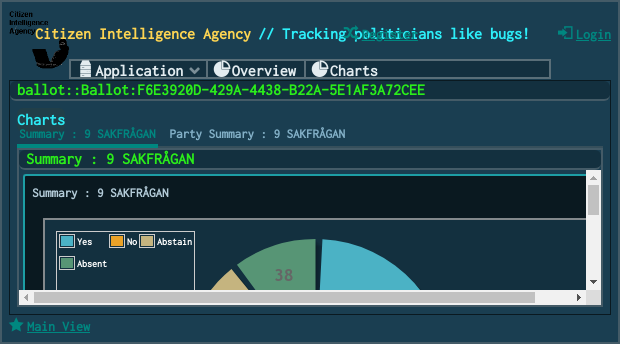 Citizen
Intelligence
Agency
Citizen Intelligence Agency // Tracking politicians like bugs!
Register
Login
Application
Overview
Charts
ballot::Ballot:F6E3920D-429A-4438-B22A-5E1AF3A72CEE
Charts
Summary : 9 SAKFRÅGAN
Party Summary : 9 SAKFRÅGAN
Summary : 9 SAKFRÅGAN
Summary : 9 SAKFRÅGAN
Yes
No
Abstain
Absent
38
Main View